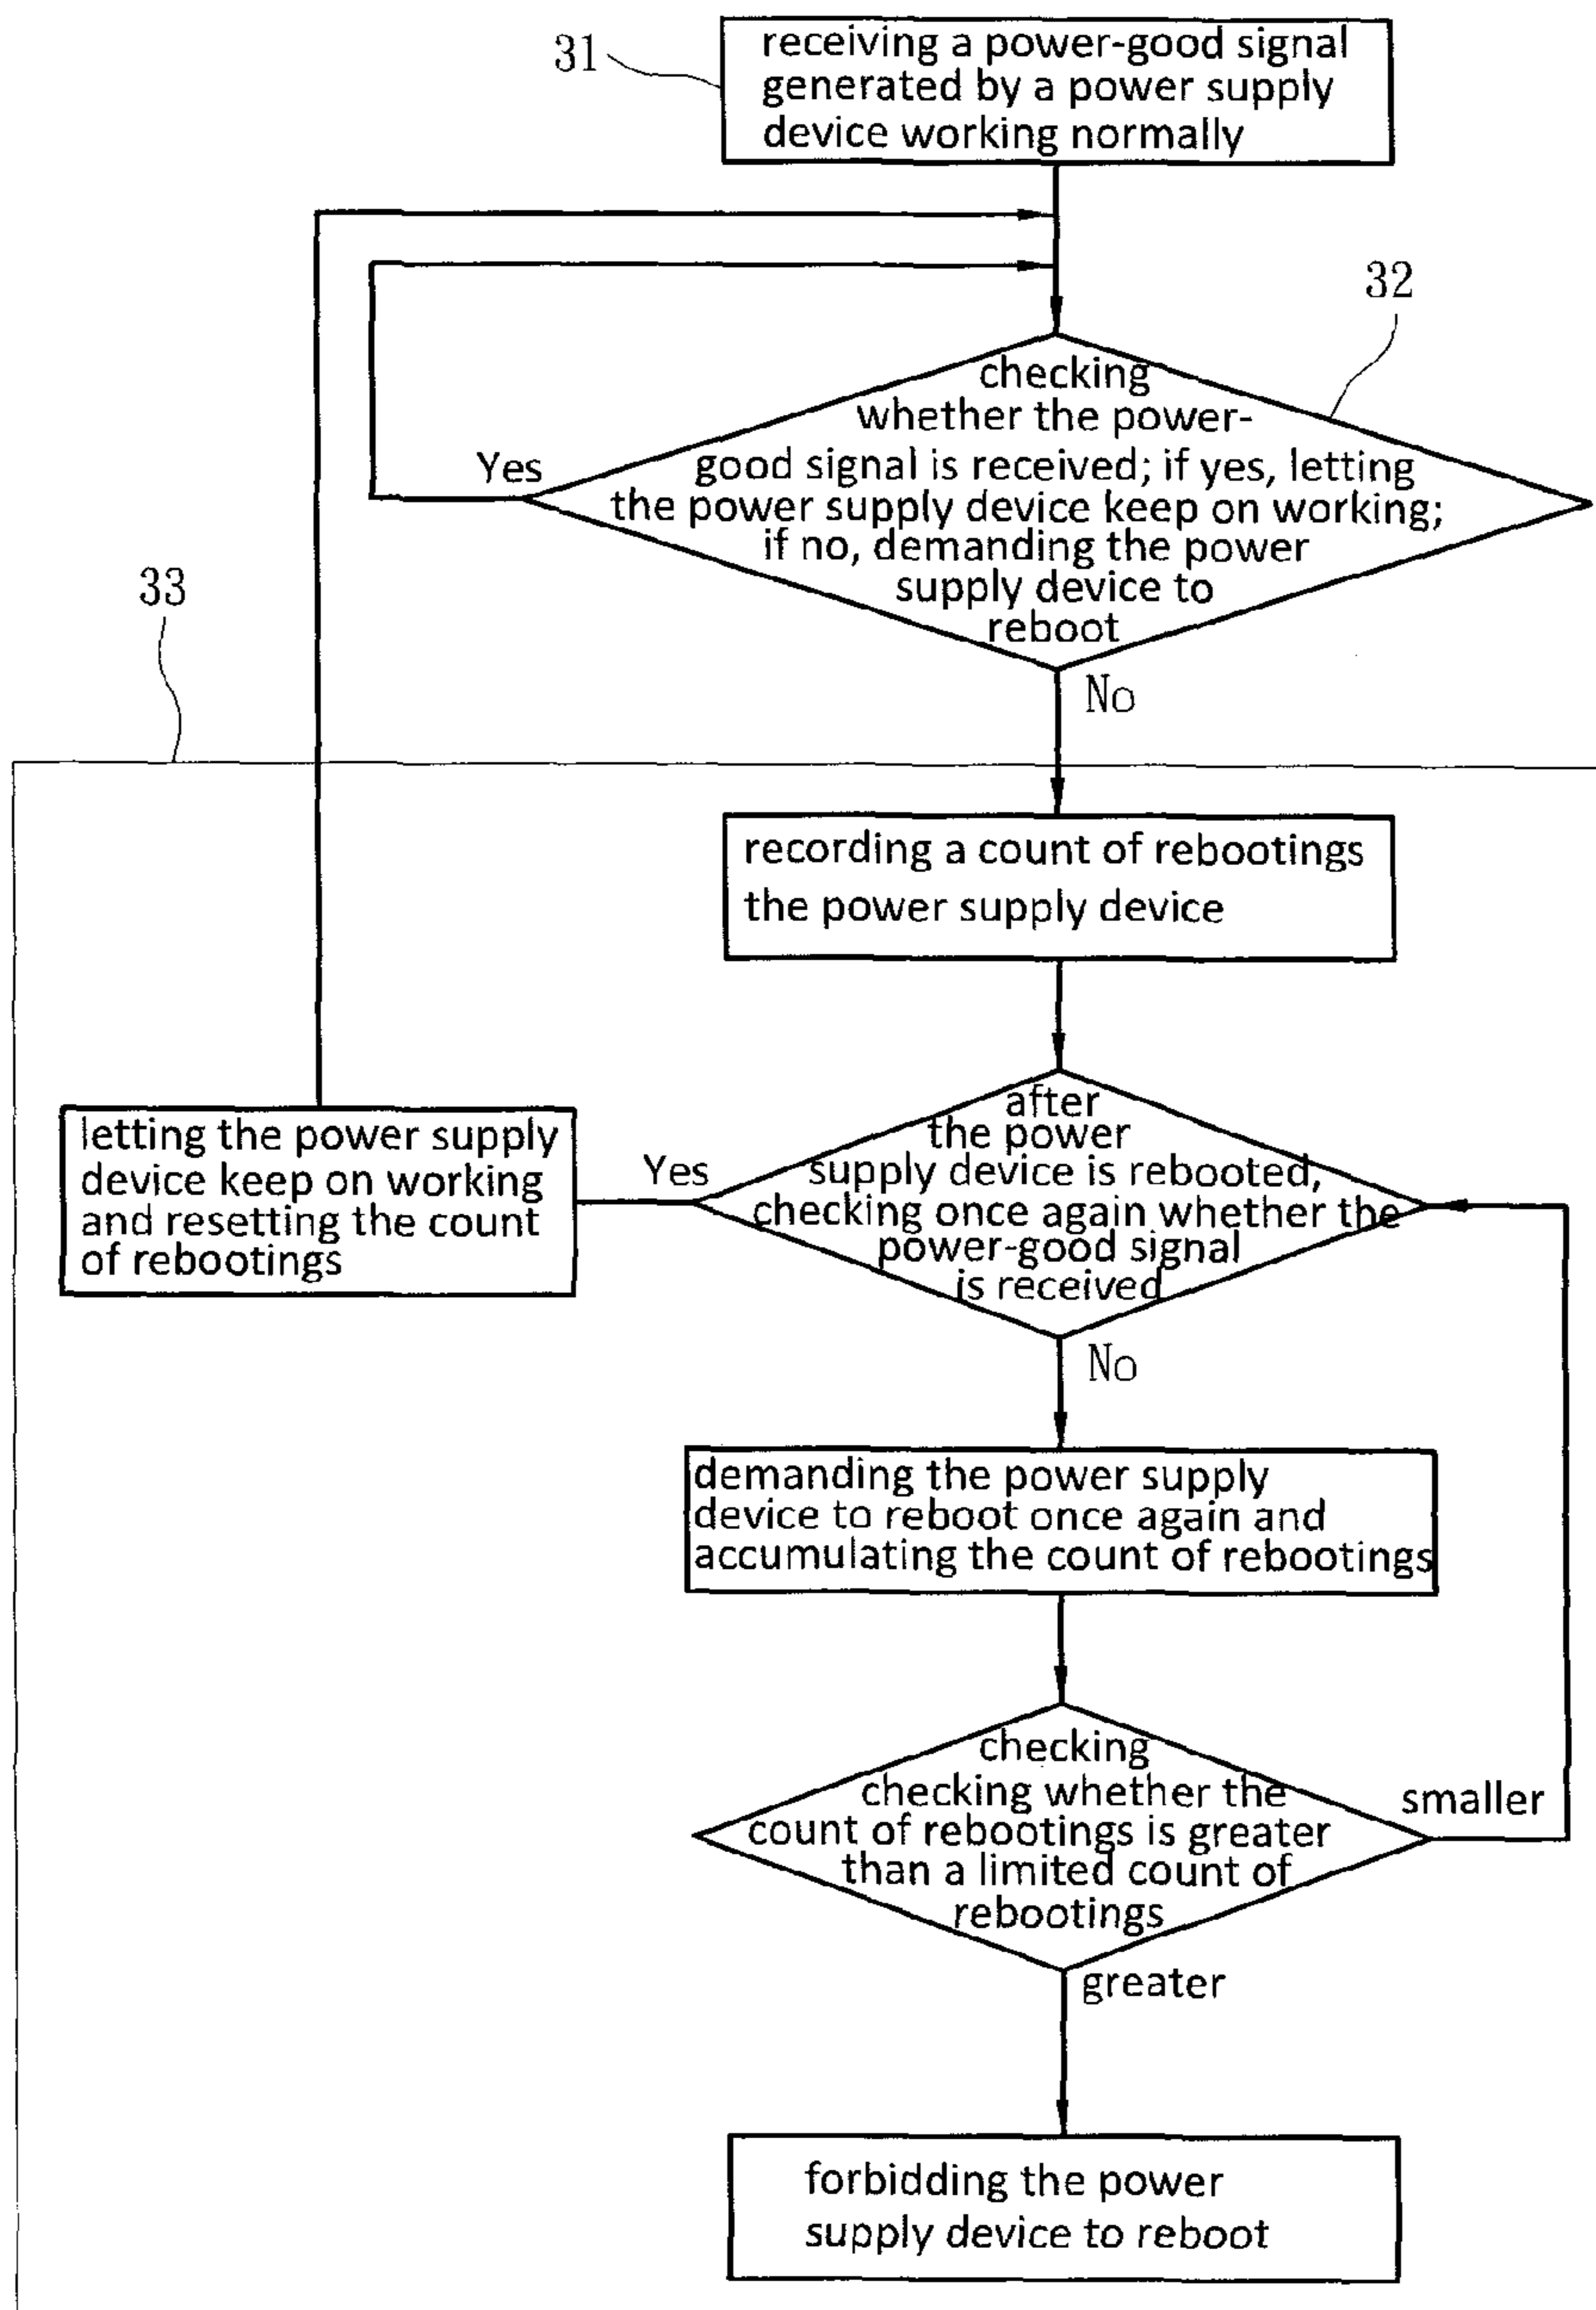 31
receiving a power-good signal
generated by a power supply
device working normally
32
checking
whether the power-
good signal is received; if yes, letting
the power supply device keep on working;
if no, demanding the power
supply device to
reboot
Yes
No
33
recording a count of rebootings
the power supply device
letting the power supply
device keep on working
and resetting the count
of rebootings
Yes
after
the power
supply device is rebooted,
checking once again whether the
power-good signal
is received
No
demanding the power supply
device to reboot once again and
accumulating the count of rebootings
checking
checking whether the
count of rebootings is greater
than a limited count of
rebootings
smaller
greater
forbidding the power
supply device to reboot